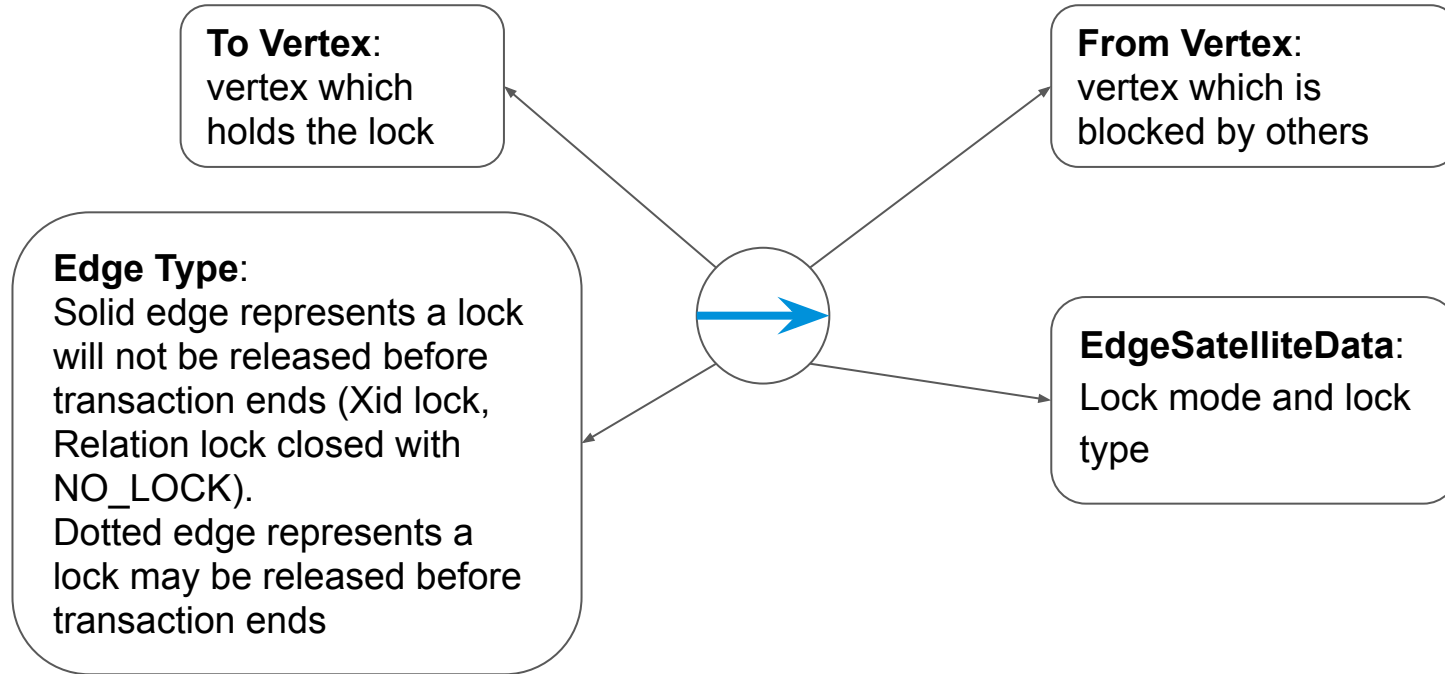 To Vertex:
vertex which
holds the lock
From Vertex:
vertex which is
blocked by others
Edge Type:
Solid edge represents a lock
will not be released before
transaction ends (Xid lock,
Relation lock closed with
NO_LOCK).
Dotted edge represents a
lock may be released before
transaction ends
EdgeSatelliteData:
Lock mode and lock
type